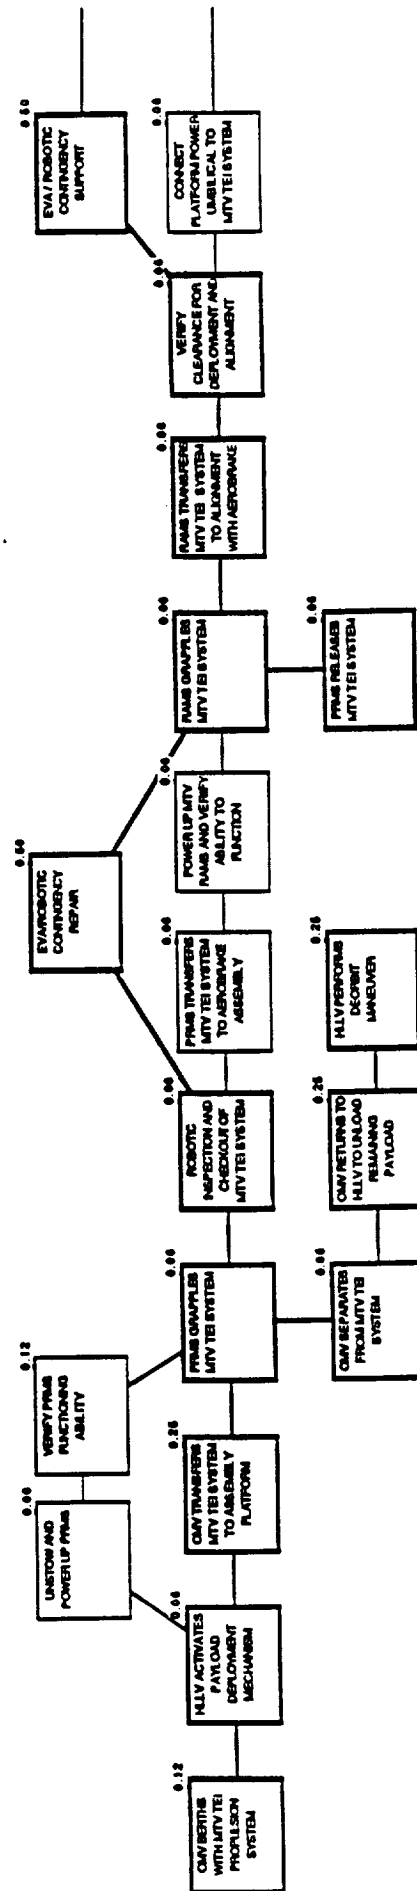 0.12
OMV BERTHS
WITH MTV TEI
PROPULSION
SYSTEM
0.06
HLLV ACTIVATES
PAYLOAD
DEPLOYMENT
MECHANISM
0.06
UNSTOW AND
POWER UP PRMS
0.12
VERIFY PRMS
FUNCTIONING
ABILITY
0.25
OMV TRANSFERS
MTV TEI SYSTEM
TO ASSEMBLY
PLATFORM
0.06
PRMS GRAPPLES
MTV TEI SYSTEM
0.06
OMV SEPARATES
FROM MTV TEI
SYSTEM
0.25
OMV RETURNS TO
HLLV TO UNLOAD
REMAINING
PAYLOAD
0.25
HLLV PERFORMS
DEORBIT
MANEUVER
0.06
ROBOTIC
INSPECTION AND
CHECKOUT OF
MTV TEI SYSTEM
0.50
EVA/ROBOTIC
CONTINGENCY
REPAIR
0.06
PRMS TRANSFERS
MTV TEI SYSTEM
TO AEROBRAKE
ASSEMBLY
0.06
POWER UP MTV
RAMS AND VERIFY
ABILITY TO
FUNCTION
0.06
RAMS GRAPPLES
MTV TEI SYSTEM
0.06
PRMS RELEASES
MTV TEI SYSTEM
0.06
RAMS TRANSFERS
MTV TEI SYSTEM
TO ALIGNMENT
WITH AEROBRAKE
0.06
VERIFY
CLEARANCE FOR
DEPLOYMENT AND
ALIGNMENT
0.50
EVA / ROBOTIC
CONTINGENCY
SUPPORT
0.06
CONNECT
PLATFORM POWER
UMBILICAL TO
MTV TEI SYSTEM